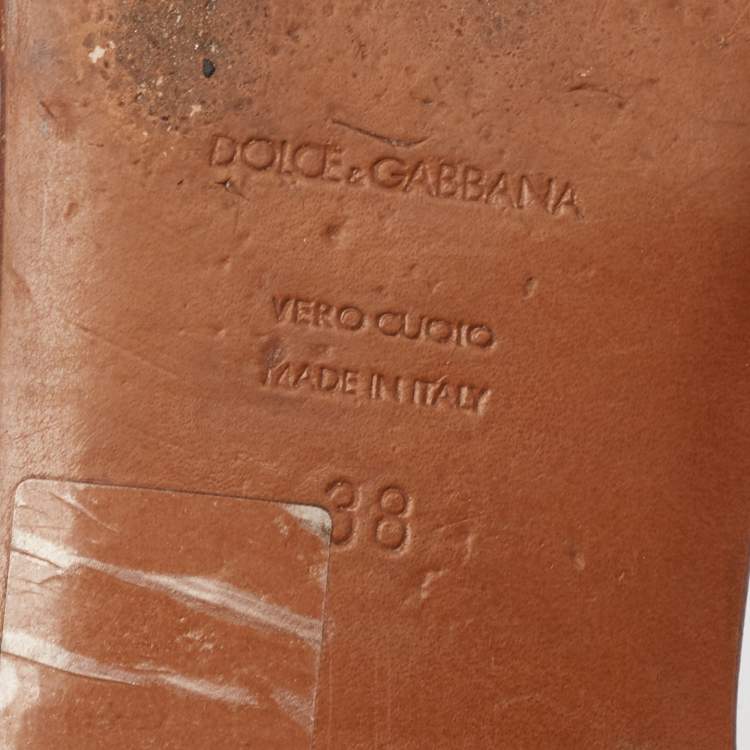 DOLCE & GABBANA
VERO CUOIO
MADE IN ITALY
38